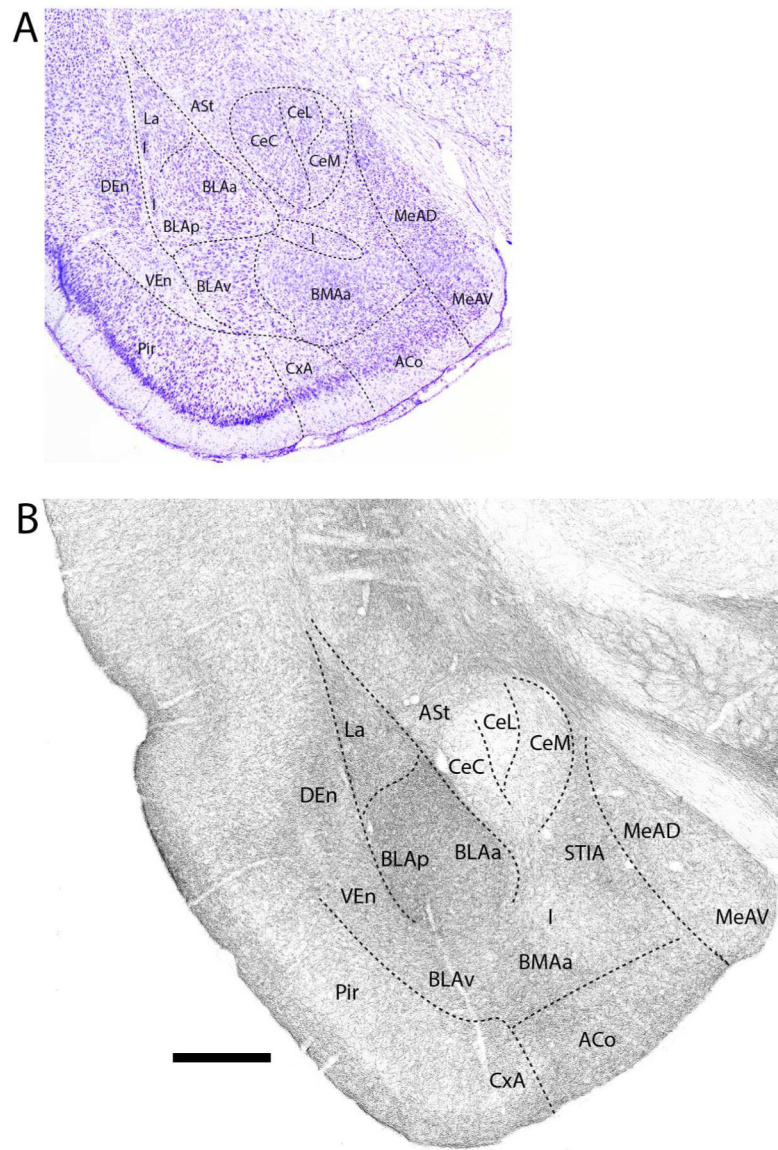 A
ASt
La
CeL
CeC
I
CeM
DEn
BLAa
MeAD
BLAp
I
I
VEn
BLAv
BMAa
MeAV
Pir
CxA
ACo
B
La
ASt
CeL
CeM
CeC
DEn
MeAD
BLAp
BLAa
STIA
VEn
I
MeAV
BMAa
BLAv
Pir
ACo
CxA